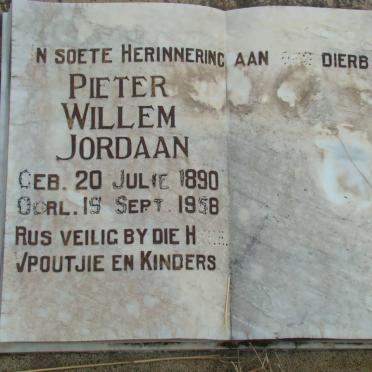 IN SOETE HERINNERING AAN DIERB
PIETER
WILLEM
JORDAAN
GEB. 20 JULIE 1890
OORL. 19 SEPT. 1958
RUS VEILIG BY DIE H
VROUTJIE EN KINDERS